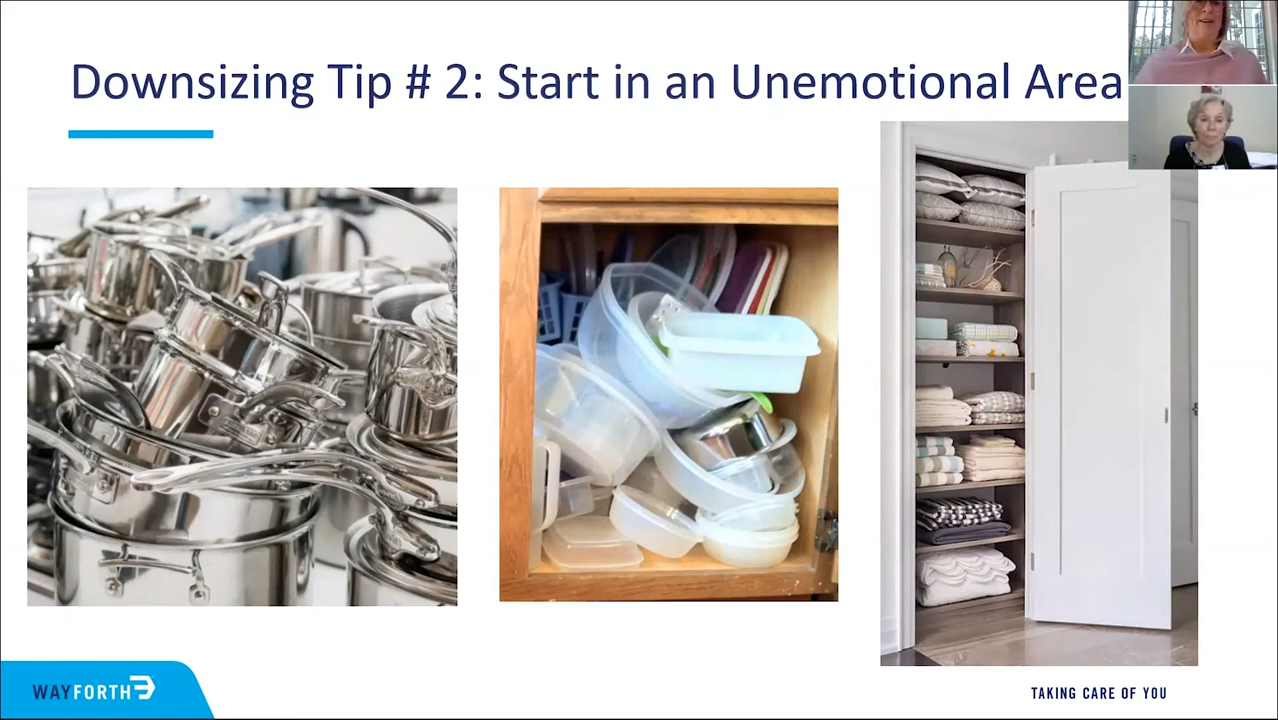 Downsizing Tip # 2: Start in an Unemotional Area
WAYFORTH
TAKING CARE OF YOU